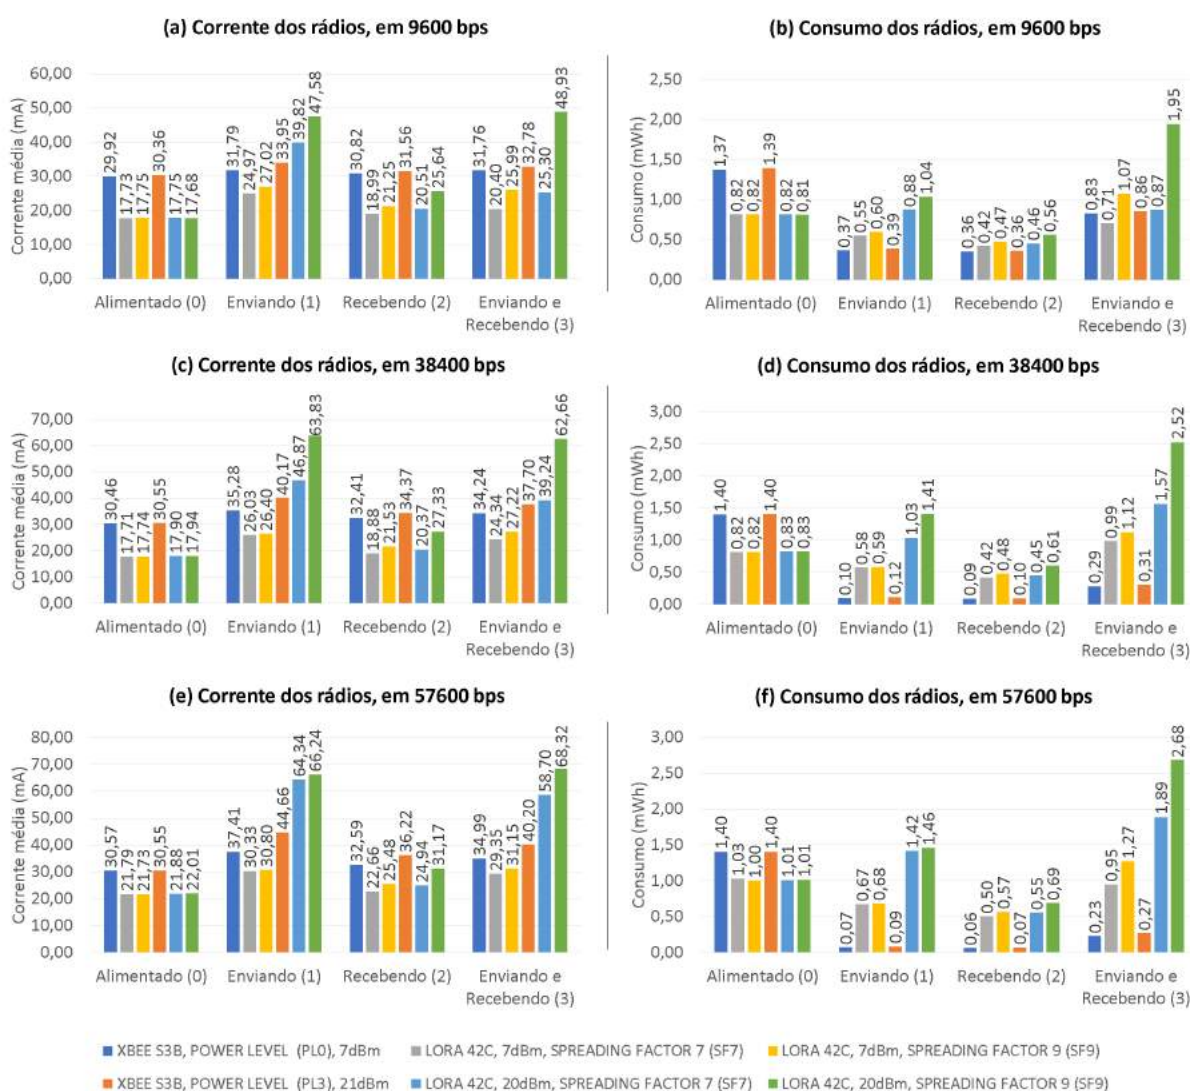 (a) Corrente dos rádios, em 9600 bps
Corrente média (mA)
60,00
50,00
40,00
30,00
20,00
10,00
0,00
29,92 17,73 17,75 30,36 17,75 17,68
31,79 24,97 27,02 33,95 39,82 47,58
30,82 18,99 21,25 31,56 20,51 25,64
31,76 20,40 25,99 32,78 25,30 48,93
Alimentado (0) Enviando (1) Recebendo (2) Enviando e
Recebendo (3)
(b) Consumo dos rádios, em 9600 bps
Consumo (mWh)
2,50
2,00
1,50
1,00
0,50
0,00
1,37 0,82 0,82 1,39 0,82 0,81
0,37 0,55 0,60 0,39 0,88 1,04
0,36 0,42 0,47 0,36 0,46 0,56
0,83 0,71 1,07 0,86 0,87 1,95
Alimentado (0) Enviando (1) Recebendo (2) Enviando e
Recebendo (3)
(c) Corrente dos rádios, em 38400 bps
Corrente média (mA)
70,00
60,00
50,00
40,00
30,00
20,00
10,00
0,00
30,46 17,71 17,74 30,55 17,90 17,94
35,28 26,03 26,40 40,17 46,87 63,83
32,41 18,88 21,53 34,37 20,37 27,33
34,24 24,34 27,22 37,70 39,24 62,66
Alimentado (0) Enviando (1) Recebendo (2) Enviando e
Recebendo (3)
(d) Consumo dos rádios, em 38400 bps
Consumo (mWh)
3,00
2,50
2,00
1,50
1,00
0,50
0,00
1,40 0,82 0,82 1,40 0,83 0,83
0,10 0,58 0,59 0,12 1,03 1,41
0,09 0,42 0,48 0,10 0,45 0,61
0,29 0,99 1,12 0,31 1,57 2,52
Alimentado (0) Enviando (1) Recebendo (2) Enviando e
Recebendo (3)
(e) Corrente dos rádios, em 57600 bps
Corrente média (mA)
80,00
70,00
60,00
50,00
40,00
30,00
20,00
10,00
0,00
30,57 21,79 21,73 30,55 21,88 22,01
37,41 30,33 30,80 44,66 64,34 66,24
32,59 22,66 25,48 36,22 24,94 31,17
34,99 29,35 31,15 40,20 58,70 68,32
Alimentado (0) Enviando (1) Recebendo (2) Enviando e
Recebendo (3)
(f) Consumo dos rádios, em 57600 bps
Consumo (mWh)
3,00
2,50
2,00
1,50
1,00
0,50
0,00
1,40 1,03 1,00 1,40 1,01 1,01
0,07 0,67 0,68 0,09 1,42 1,46
0,06 0,50 0,57 0,07 0,55 0,69
0,23 0,95 1,27 0,27 1,89 2,68
Alimentado (0) Enviando (1) Recebendo (2) Enviando e
Recebendo (3)
XBEE S3B, POWER LEVEL (PL0), 7dBm LORA 42C, 7dBm, SPREADING FACTOR 7 (SF7) LORA 42C, 7dBm, SPREADING FACTOR 9 (SF9)
XBEE S3B, POWER LEVEL (PL3), 21dBm LORA 42C, 20dBm, SPREADING FACTOR 7 (SF7) LORA 42C, 20dBm, SPREADING FACTOR 9 (SF9)